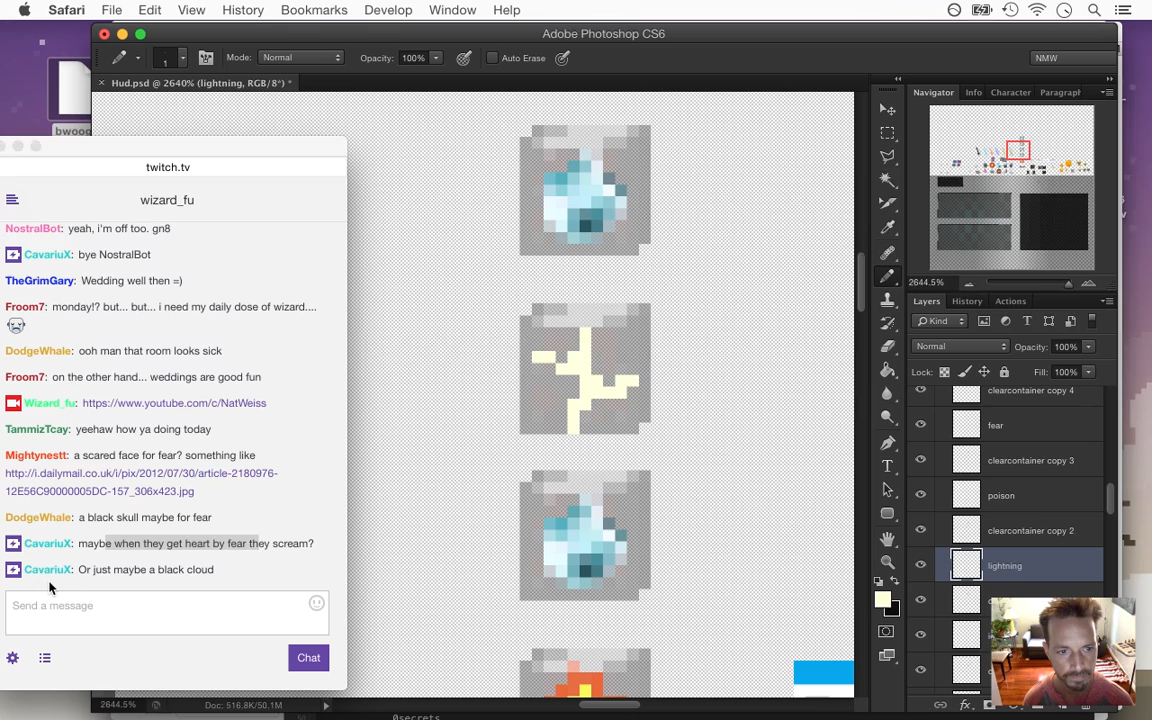 Safari File Edit View History Bookmarks Develop Window Help
Adobe Photoshop CS6
1 Mode: Normal Opacity: 100% Auto Erase NMW
× Hud.psd @ 2640% (lightning, RGB/8*) *
bwoog
twitch.tv
wizard_fu
NostralBot: yeah, i'm off too. gn8
CavariuX: bye NostralBot
TheGrimGary: Wedding well then =)
Froom7: monday!? but... but... i need my daily dose of wizard....
DodgeWhale: ooh man that room looks sick
Froom7: on the other hand... weddings are good fun
Wizard_fu: https://www.youtube.com/c/NatWeiss
TammizTcay: yeehaw how ya doing today
Mightynestt: a scared face for fear? something like
http://i.dailymail.co.uk/i/pix/2012/07/30/article-2180976-
12E56C90000005DC-157_306x423.jpg
DodgeWhale: a black skull maybe for fear
CavariuX: maybe when they get heart by fear they scream?
CavariuX: Or just maybe a black cloud
Send a message
Chat
Navigator Info Character Paragraph
2644.5%
Layers History Actions
Kind
Normal Opacity: 100%
Lock: Fill: 100%
clearcontainer copy 4
fear
clearcontainer copy 3
poison
clearcontainer copy 2
lightning
2644.5% Doc: 516.8K/50.1M
0secrets